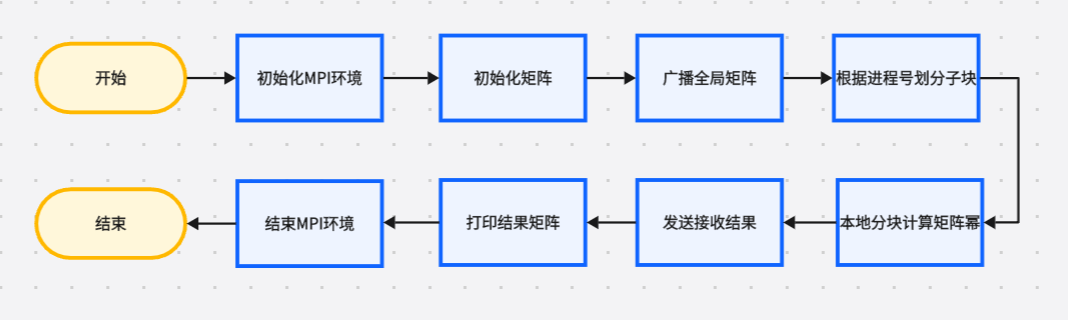 开始
初始化MPI环境
初始化矩阵
广播全局矩阵
根据进程号划分子块
本地分块计算矩阵幂
发送接收结果
打印结果矩阵
结束MPI环境
结束